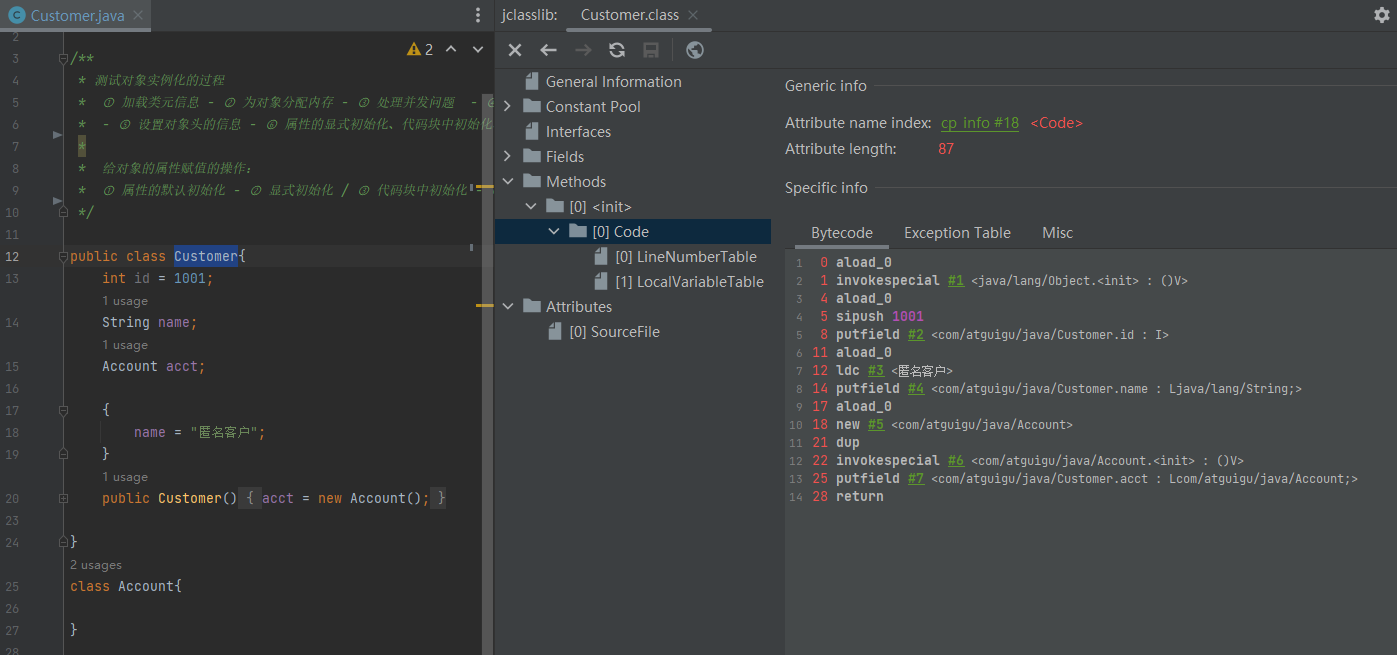 Customer.java
2
2
3 /**
4 * 测试对象实例化的过程
5 * ① 加载类元信息 - ② 为对象分配内存 - ③ 处理并发问题 -
6 * - ⑤ 设置对象头的信息 - ⑥ 属性的显式初始化、代码块中初始化
7 *
8 * 给对象的属性赋值的操作：
9 * ① 属性的默认初始化 - ② 显式初始化 / ③ 代码块中初始化 -
10 */
11
12 public class Customer{
13 int id = 1001;
1 usage
14 String name;
1 usage
15 Account acct;
16
17 {
18 name = "匿名客户";
19 }
1 usage
20 public Customer() { acct = new Account(); }
23
24 }
2 usages
25 class Account{
26
27 }
28
jclasslib: Customer.class
General Information
Constant Pool
Interfaces
Fields
Methods
[0] <init>
[0] Code
[0] LineNumberTable
[1] LocalVariableTable
Attributes
[0] SourceFile
Generic info
Attribute name index: cp_info #18 <Code>
Attribute length: 87
Specific info
Bytecode Exception Table Misc
1 0 aload_0
2 1 invokespecial #1 <java/lang/Object.<init> : ()V>
3 4 aload_0
4 5 sipush 1001
5 8 putfield #2 <com/atguigu/java/Customer.id : I>
6 11 aload_0
7 12 ldc #3 <匿名客户>
8 14 putfield #4 <com/atguigu/java/Customer.name : Ljava/lang/String;>
9 17 aload_0
10 18 new #5 <com/atguigu/java/Account>
11 21 dup
12 22 invokespecial #6 <com/atguigu/java/Account.<init> : ()V>
13 25 putfield #7 <com/atguigu/java/Customer.acct : Lcom/atguigu/java/Account;>
14 28 return